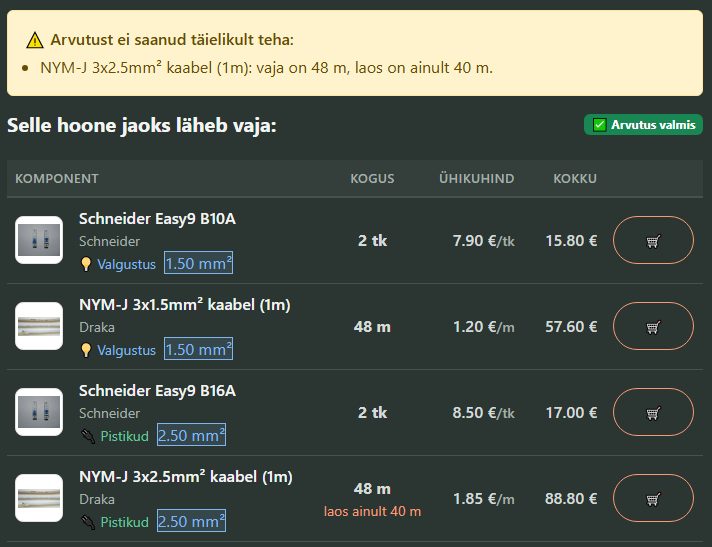 ⚠️ Arvutust ei saanud täielikult teha:
• NYM-J 3x2.5mm² kaabel (1m): vaja on 48 m, laos on ainult 40 m.
Selle hoone jaoks läheb vaja: ✅ Arvutus valmis
KOMPONENT KOGUS ÜHIKUHIND KOKKU
Schneider Easy9 B10A
Schneider
💡 Valgustus 1.50 mm²
2 tk 7.90 €/tk 15.80 €
NYM-J 3x1.5mm² kaabel (1m)
Draka
💡 Valgustus 1.50 mm²
48 m 1.20 €/m 57.60 €
Schneider Easy9 B16A
Schneider
🔌 Pistikud 2.50 mm²
2 tk 8.50 €/tk 17.00 €
NYM-J 3x2.5mm² kaabel (1m)
Draka
🔌 Pistikud 2.50 mm²
48 m 1.85 €/m 88.80 €
laos ainult 40 m